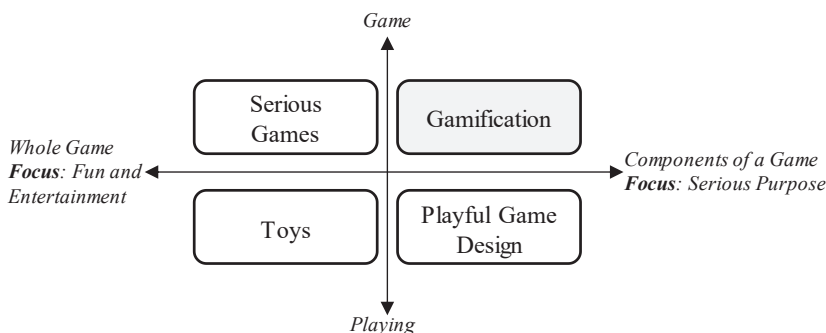 Game
Serious
Games
Gamification
Whole Game
Focus: Fun and
Entertainment
Components of a Game
Focus: Serious Purpose
Toys
Playful Game
Design
Playing